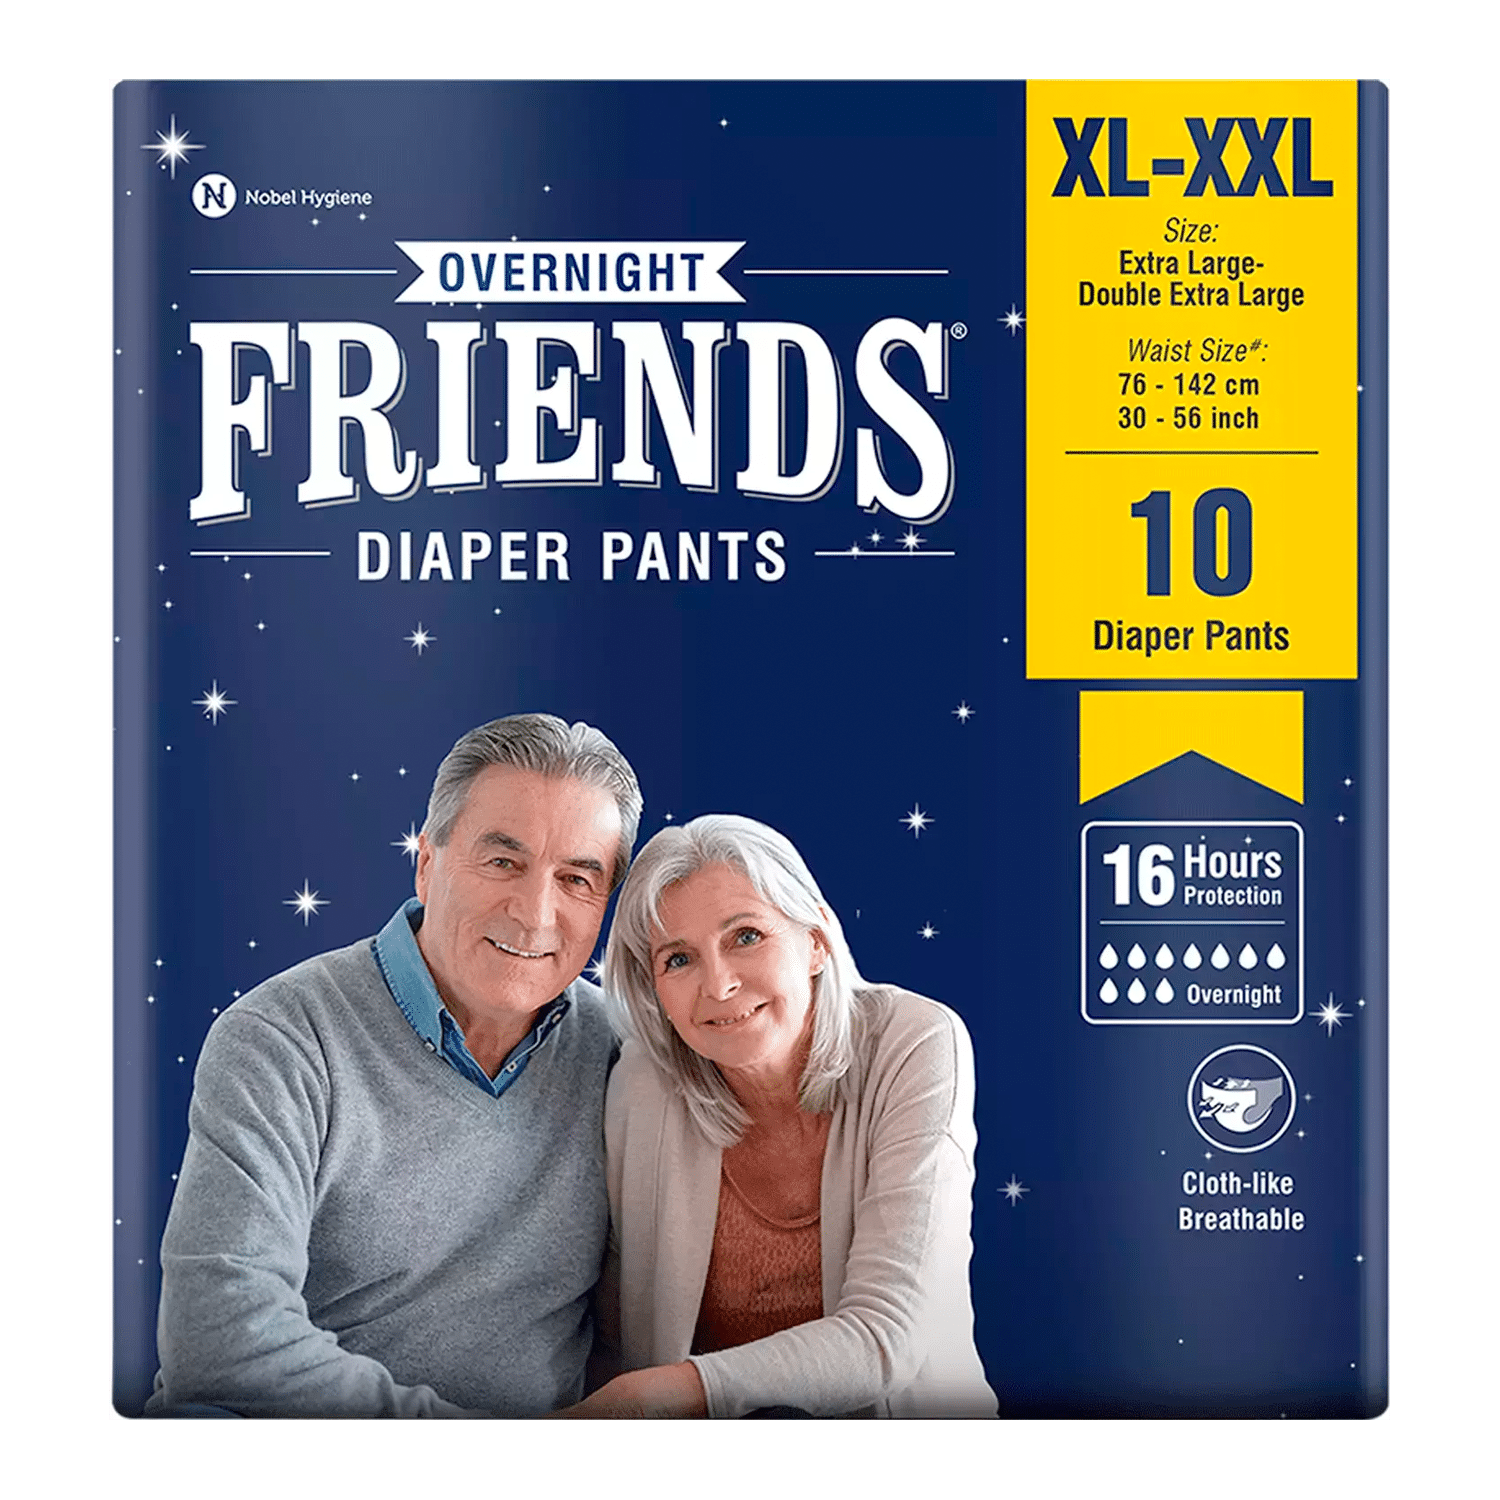 Nobel Hygiene
OVERNIGHT
FRIENDS®
DIAPER PANTS
XL-XXL
Size:
Extra Large-
Double Extra Large
Waist Size#:
76 - 142 cm
30 - 56 inch
10
Diaper Pants
16 Hours
Protection
Overnight
Cloth-like
Breathable